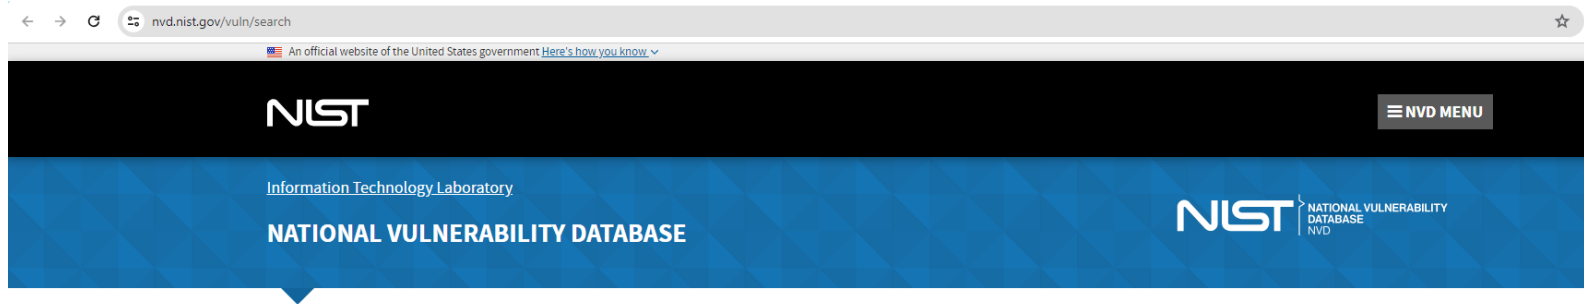 nvd.nist.gov/vuln/search
An official website of the United States government Here's how you know
NIST
NVD MENU
Information Technology Laboratory
NATIONAL VULNERABILITY DATABASE
NIST
NATIONAL VULNERABILITY
DATABASE
NVD